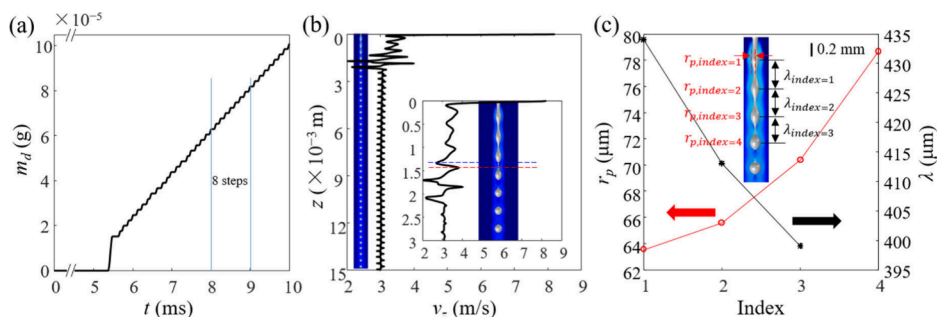 (a)
× 10⁻⁵
10
8
6
4
2
0
m_d (g)
8 steps
0 5 6 7 8 9 10
t (ms)
(b)
0
3
6
9
12
15
z (× 10⁻³ m)
0
0.5
1
1.5
2
2.5
3
2 3 4 5 6 7 8 9
2 3 4 5 6 7 8 9
v_z (m/s)
(c)
80
78
76
74
72
70
68
66
64
62
r_p (μm)
r_p,index=1
r_p,index=2
r_p,index=3
r_p,index=4
0.2 mm
λ_index=1
λ_index=2
λ_index=3
435
430
425
420
415
410
405
400
395
λ (μm)
1 2 3 4
Index